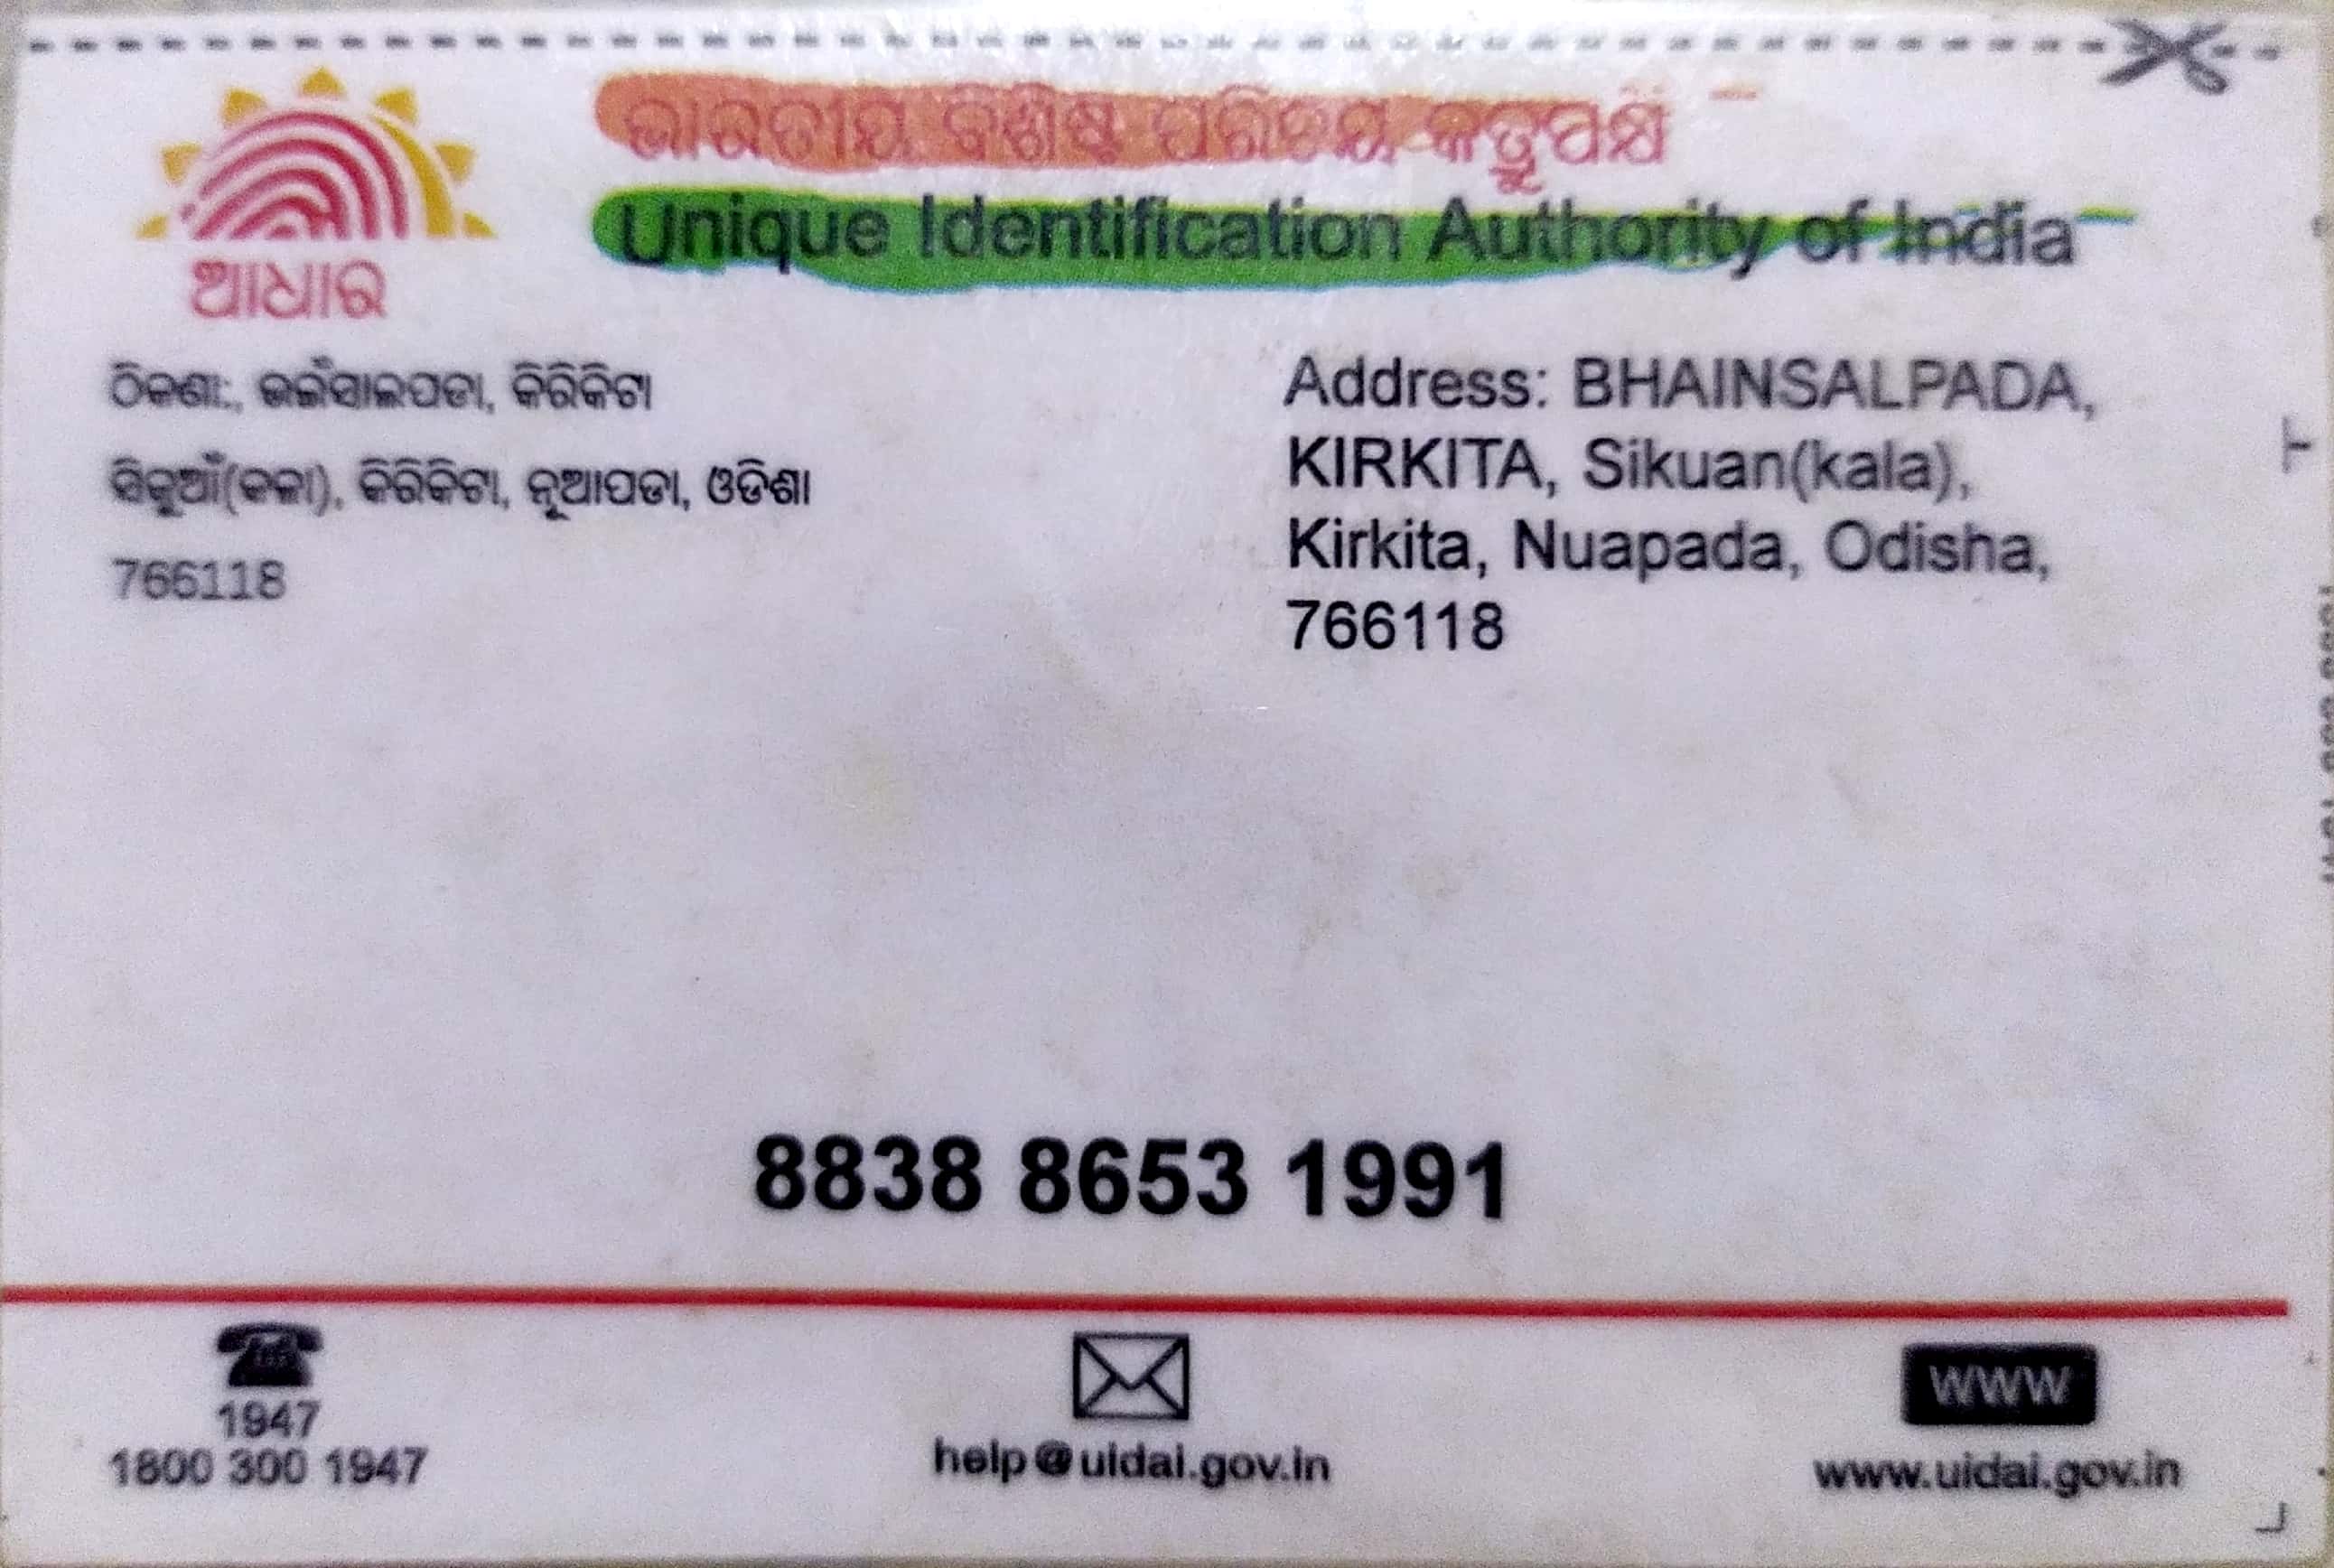 ଭାରତୀୟ ବିଶିଷ୍ଟ ପରିଚୟ କର୍ତ୍ତୃପକ୍ଷ
Unique Identification Authority of India
ଆଧାର
ଠିକଣା:, ଭଇଁସାଲପଡା, କିରିକିଟା
ସିକୁଆଁ(କଳା), କିରିକିଟା, ନୂଆପଡା, ଓଡିଶା
766118
Address: BHAINSALPADA,
KIRKITA, Sikuan(kala),
Kirkita, Nuapada, Odisha,
766118
8838 8653 1991
1947
1800 300 1947
help@uidai.gov.in
WWW
www.uidai.gov.in